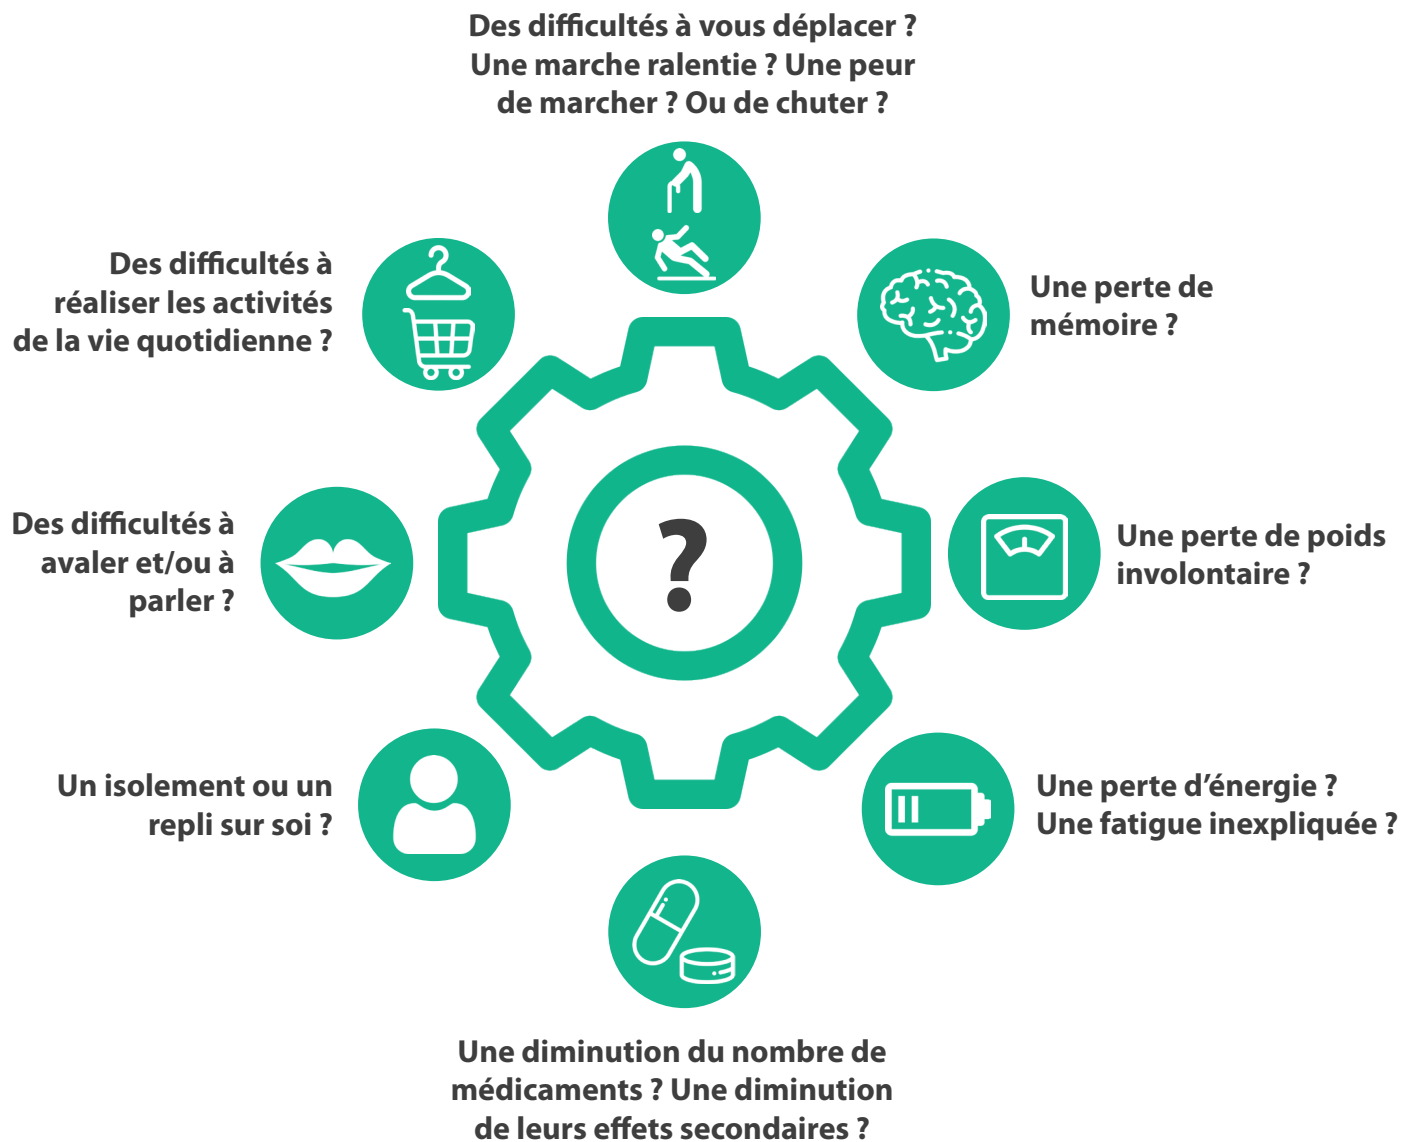 Des difficultés à vous déplacer ?
Une marche ralentie ? Une peur
de marcher ? Ou de chuter ?
Des difficultés à
réaliser les activités
de la vie quotidienne ?
Une perte de
mémoire ?
Des difficultés à
avaler et/ou à
parler ?
?
Une perte de poids
involontaire ?
Un isolement ou un
repli sur soi ?
Une perte d’énergie ?
Une fatigue inexpliquée ?
Une diminution du nombre de
médicaments ? Une diminution
de leurs effets secondaires ?